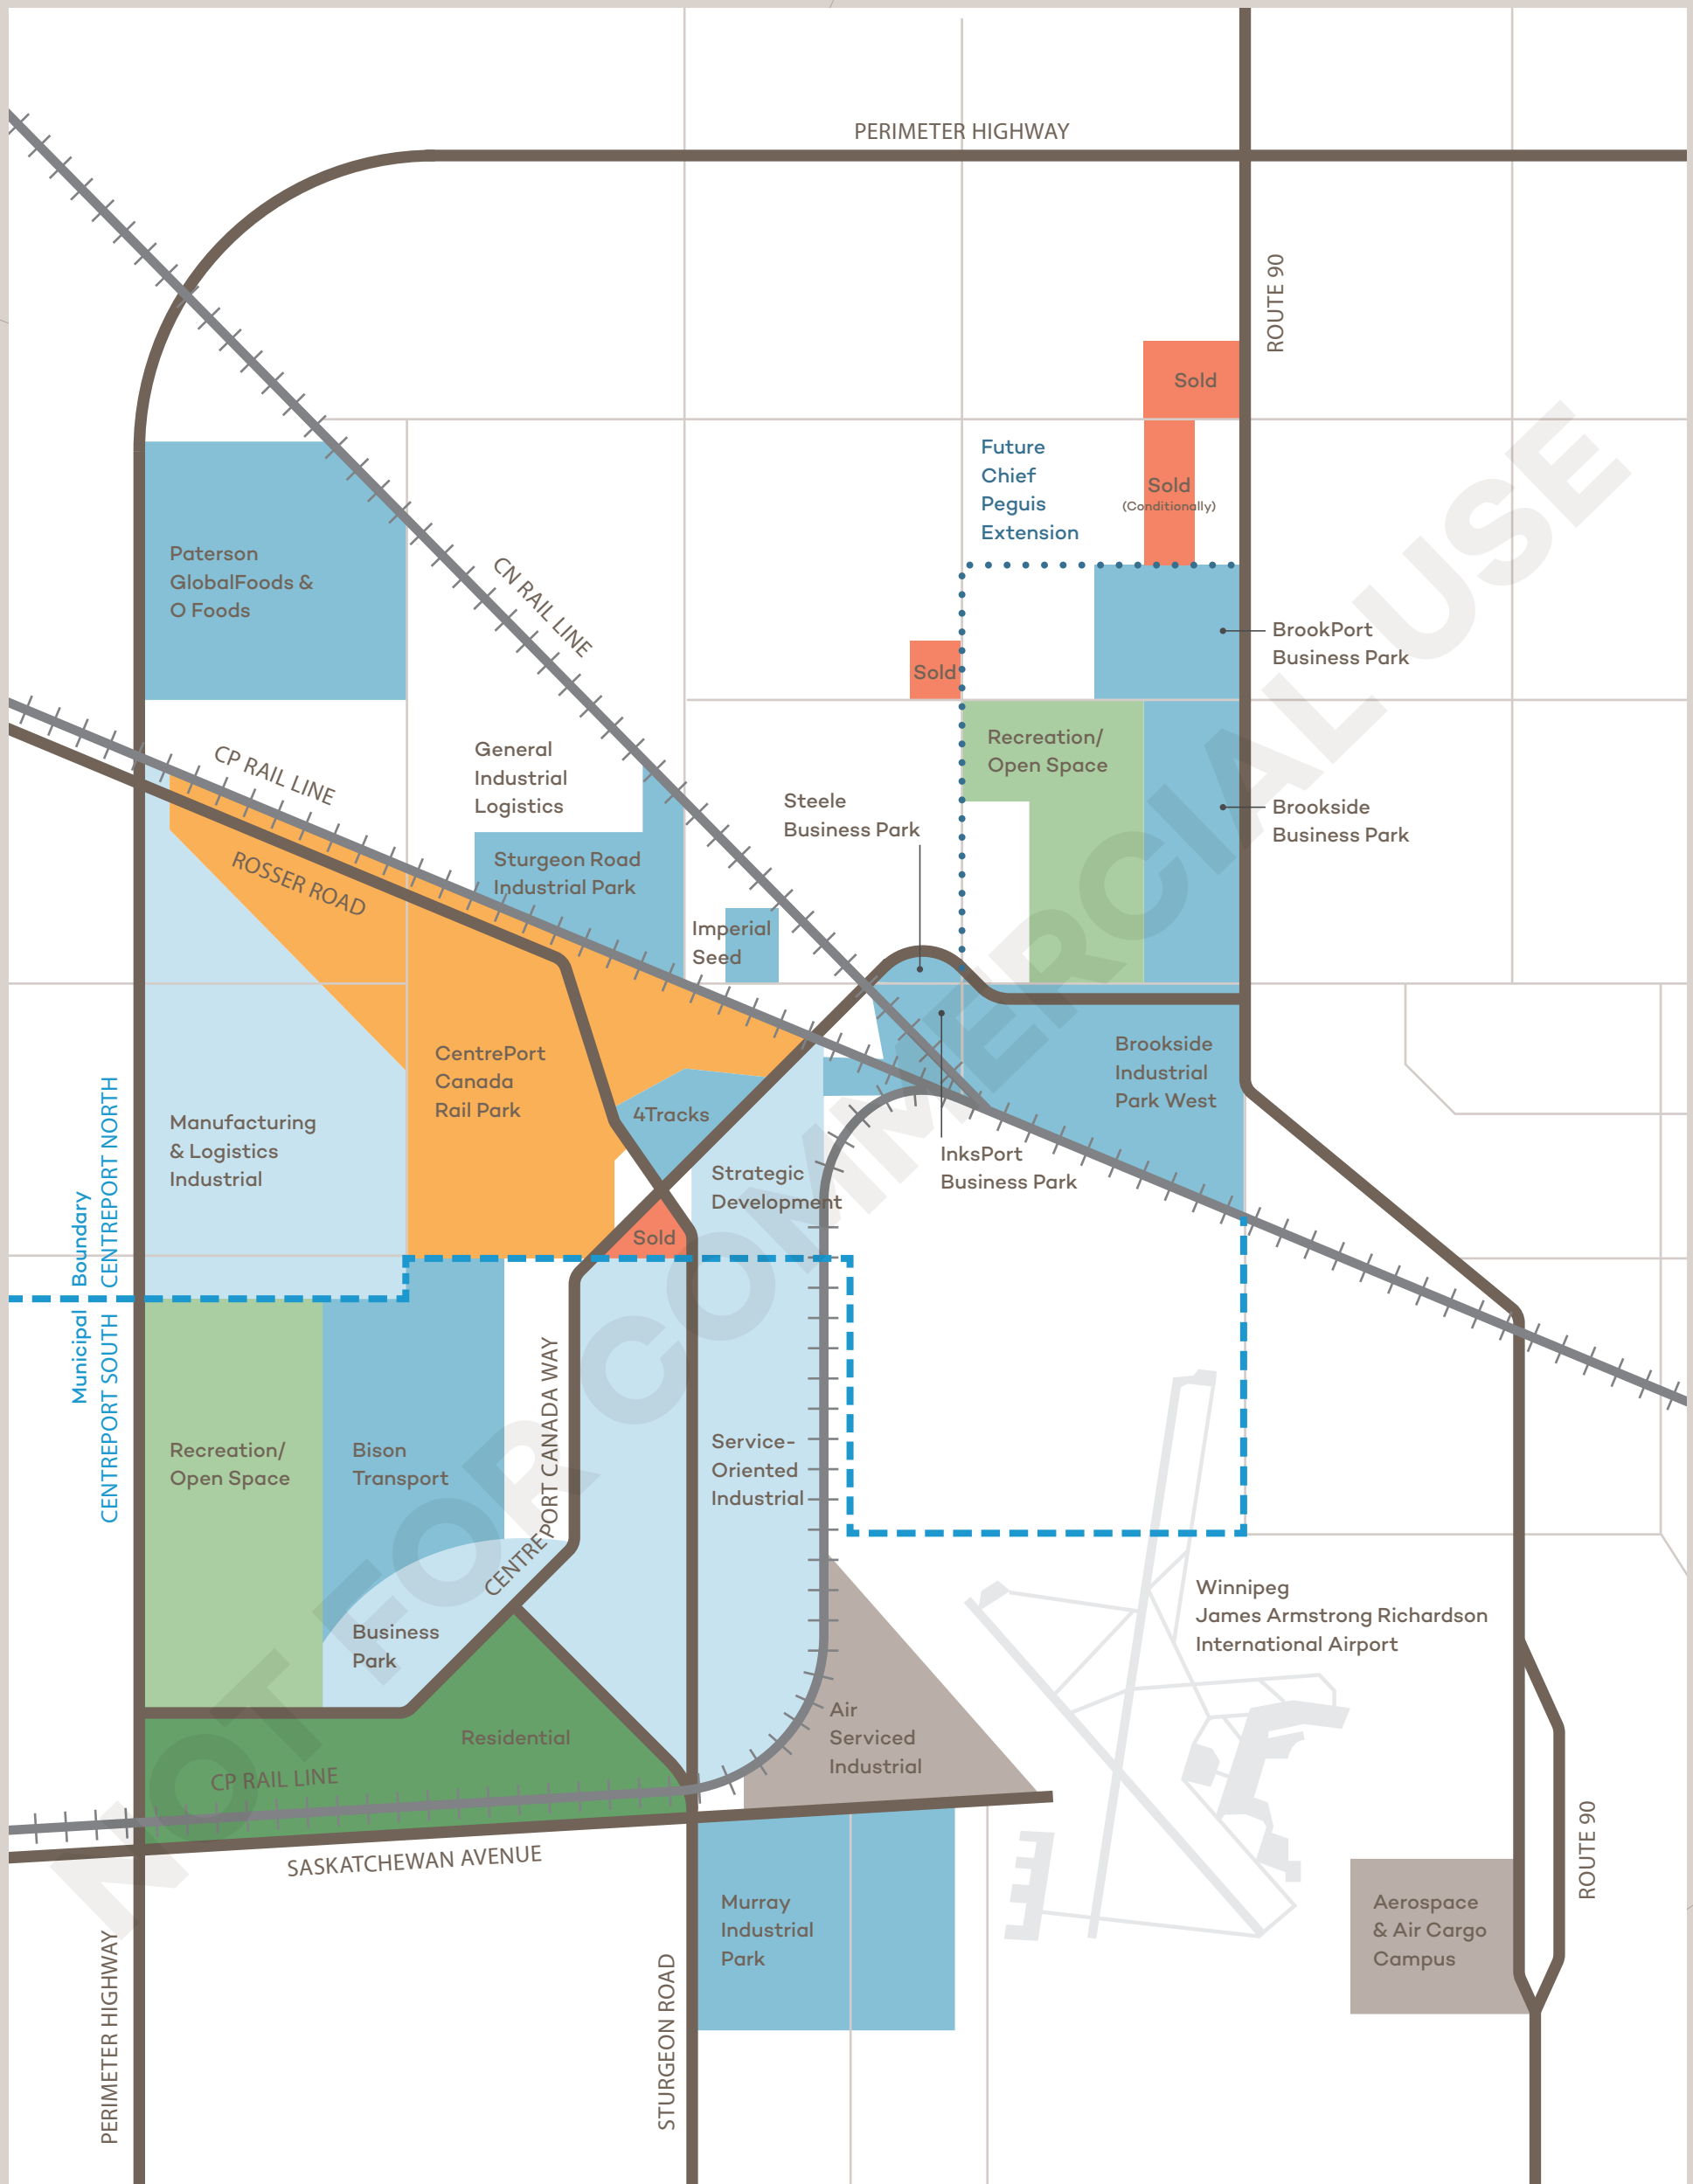 PERIMETER HIGHWAY
ROUTE 90
Sold
Future
Chief
Peguis
Extension
Sold
(Conditionally)
Paterson
GlobalFoods &
O Foods
CN RAIL LINE
BrookPort
Business Park
Sold
Recreation/
Open Space
General
Industrial
Logistics
CP RAIL LINE
Steele
Business Park
Brookside
Business Park
Sturgeon Road
Industrial Park
ROSSER ROAD
Imperial
Seed
CentrePort
Canada
Rail Park
Brookside
Industrial
Park West
4Tracks
Manufacturing
& Logistics
Industrial
InksPort
Business Park
Strategic
Development
Sold
Municipal Boundary
CENTREPORT SOUTH CENTREPORT NORTH
CENTREPORT CANADA WAY
Recreation/
Open Space
Bison
Transport
Service-
Oriented
Industrial
Winnipeg
James Armstrong Richardson
International Airport
Business
Park
Air
Serviced
Industrial
Residential
CP RAIL LINE
SASKATCHEWAN AVENUE
Murray
Industrial
Park
Aerospace
& Air Cargo
Campus
ROUTE 90
PERIMETER HIGHWAY
STURGEON ROAD
NOT FOR COMMERCIAL USE